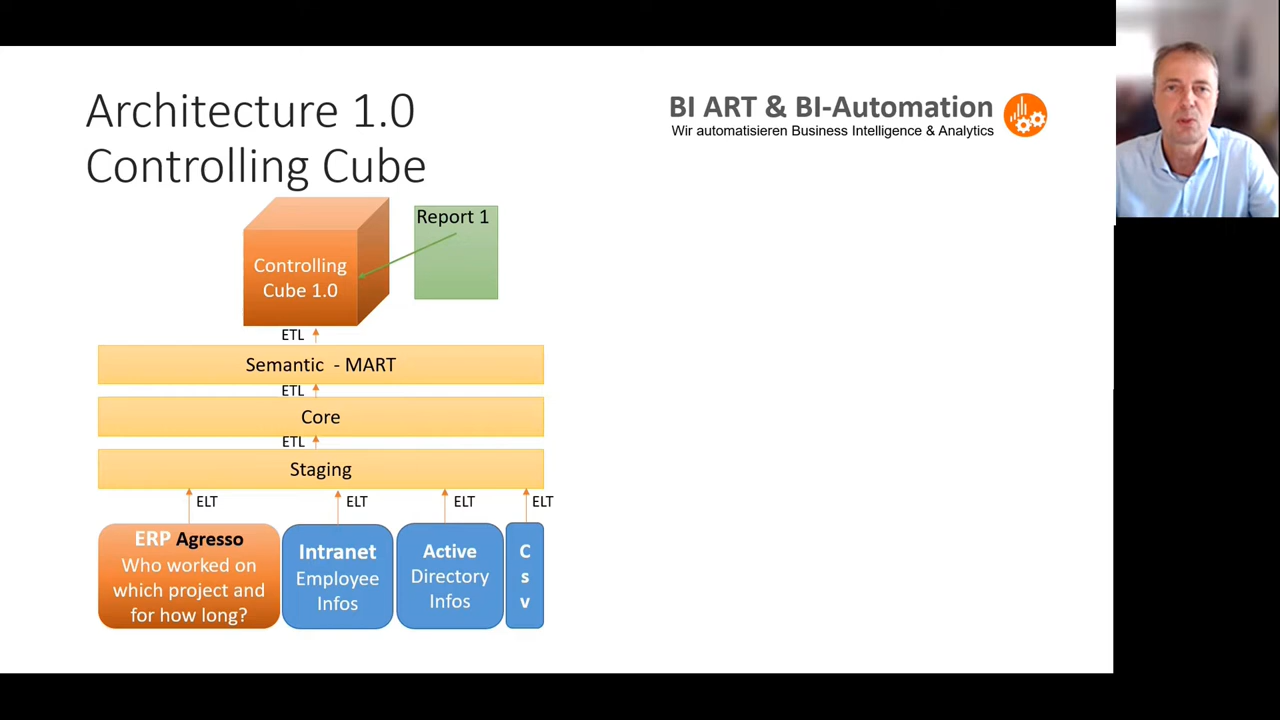 Architecture 1.0
Controlling Cube
BI ART & BI-Automation
Wir automatisieren Business Intelligence & Analytics
Report 1
Controlling
Cube 1.0
ETL
Semantic - MART
ETL
Core
ETL
Staging
ELT
ELT
ELT
ELT
ERP Agresso
Who worked on
which project and
for how long?
Intranet
Employee
Infos
Active
Directory
Infos
C
s
v